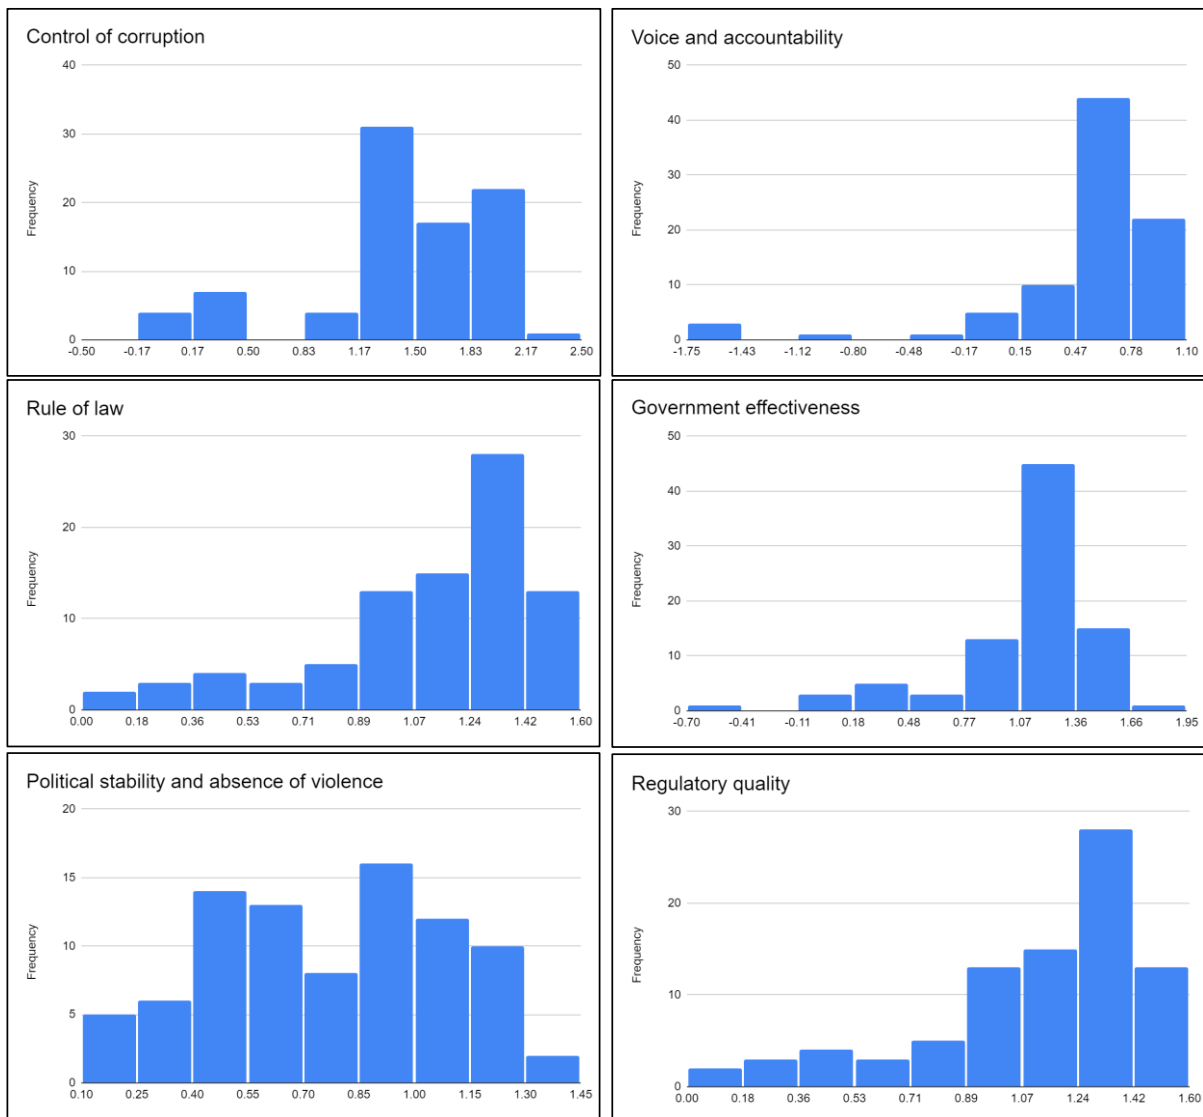 Control of corruption
Frequency
40
30
20
10
0
-0.50 -0.17 0.17 0.50 0.83 1.17 1.50 1.83 2.17 2.50
Voice and accountability
Frequency
50
40
30
20
10
0
-1.75 -1.43 -1.12 -0.80 -0.48 -0.17 0.15 0.47 0.78 1.10
Rule of law
Frequency
30
20
10
0
0.00 0.18 0.36 0.53 0.71 0.89 1.07 1.24 1.42 1.60
Government effectiveness
Frequency
50
40
30
20
10
0
-0.70 -0.41 -0.11 0.18 0.48 0.77 1.07 1.36 1.66 1.95
Political stability and absence of violence
Frequency
20
15
10
5
0
0.10 0.25 0.40 0.55 0.70 0.85 1.00 1.15 1.30 1.45
Regulatory quality
Frequency
30
20
10
0
0.00 0.18 0.36 0.53 0.71 0.89 1.07 1.24 1.42 1.60